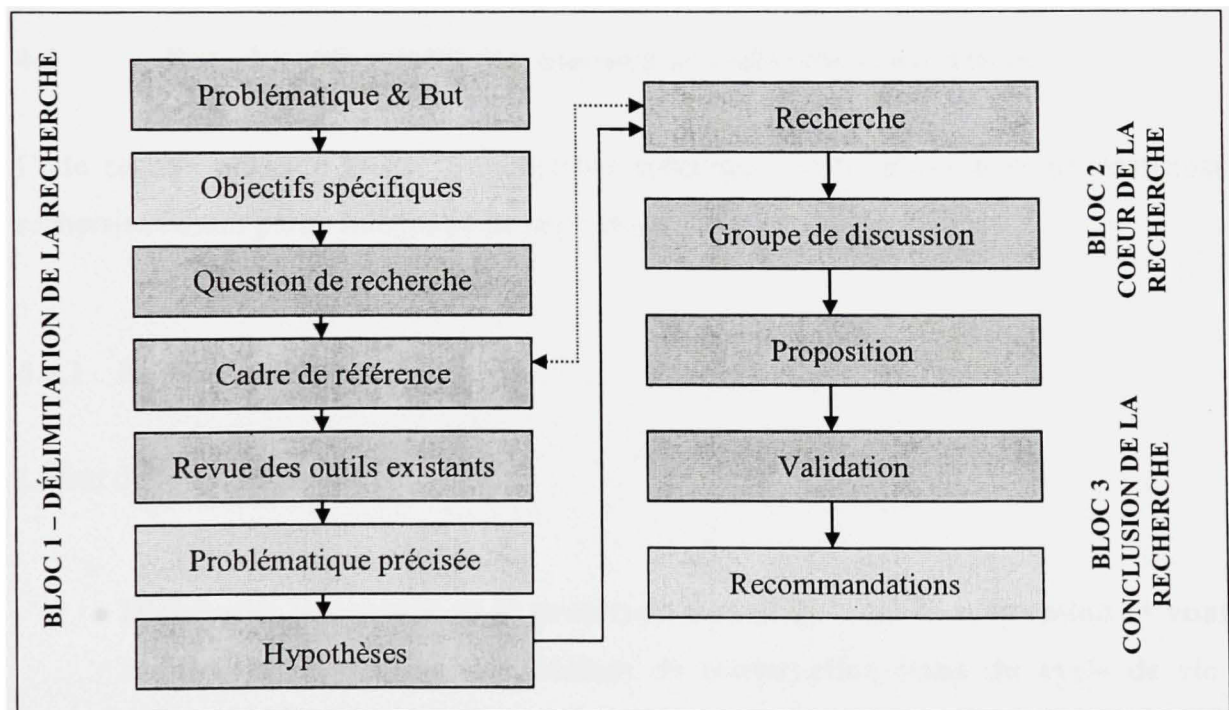 BLOC 1 – DÉLIMITATION DE LA RECHERCHE
Problématique & But
Objectifs spécifiques
Question de recherche
Cadre de référence
Revue des outils existants
Problématique précisée
Hypothèses
Recherche
Groupe de discussion
Proposition
Validation
Recommandations
BLOC 2
COEUR DE LA
RECHERCHE
BLOC 3
CONCLUSION DE LA
RECHERCHE